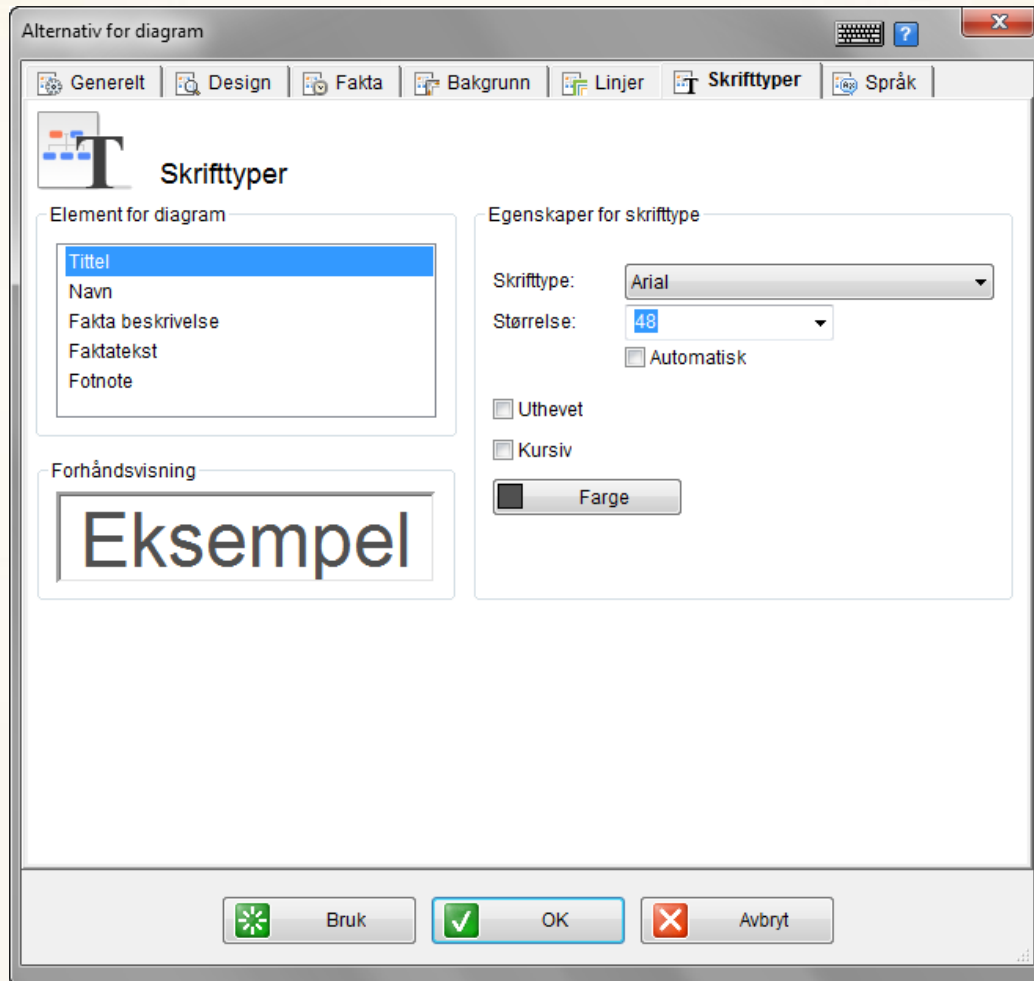 Alternativ for diagram
?
Generelt Design Fakta Bakgrunn Linjer Skrifttyper Språk
T Skrifttyper
Element for diagram
Tittel
Navn
Fakta beskrivelse
Faktatekst
Fotnote
Forhåndsvisning
Eksempel
Egenskaper for skrifttype
Skrifttype: Arial
Størrelse: 48
Automatisk
Uthevet
Kursiv
Farge
Bruk OK Avbryt